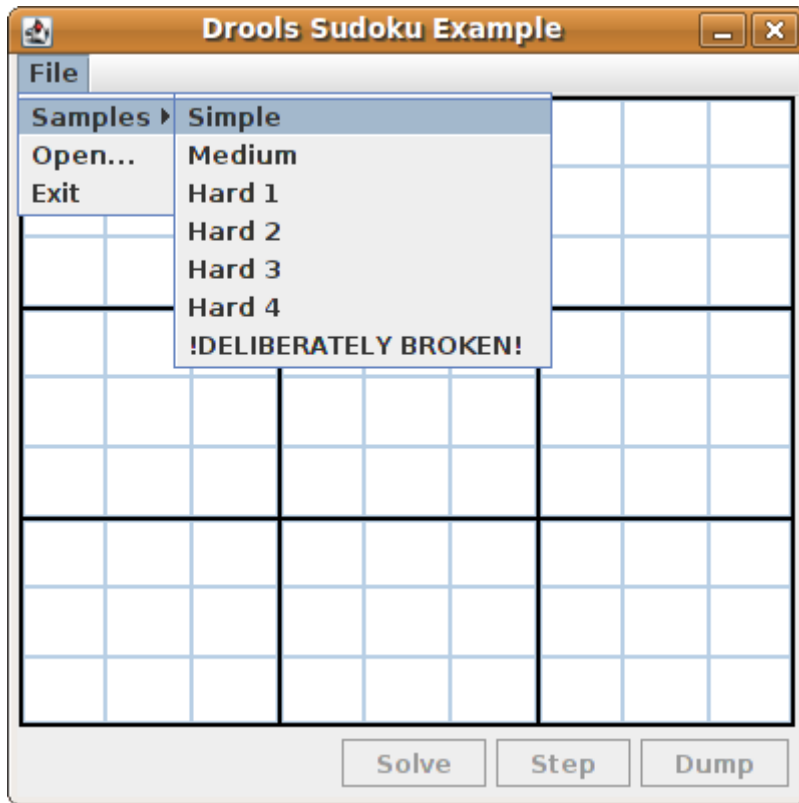 Drools Sudoku Example
File
Samples Simple
Open... Medium
Exit Hard 1
Hard 2
Hard 3
Hard 4
!DELIBERATELY BROKEN!
Solve Step Dump